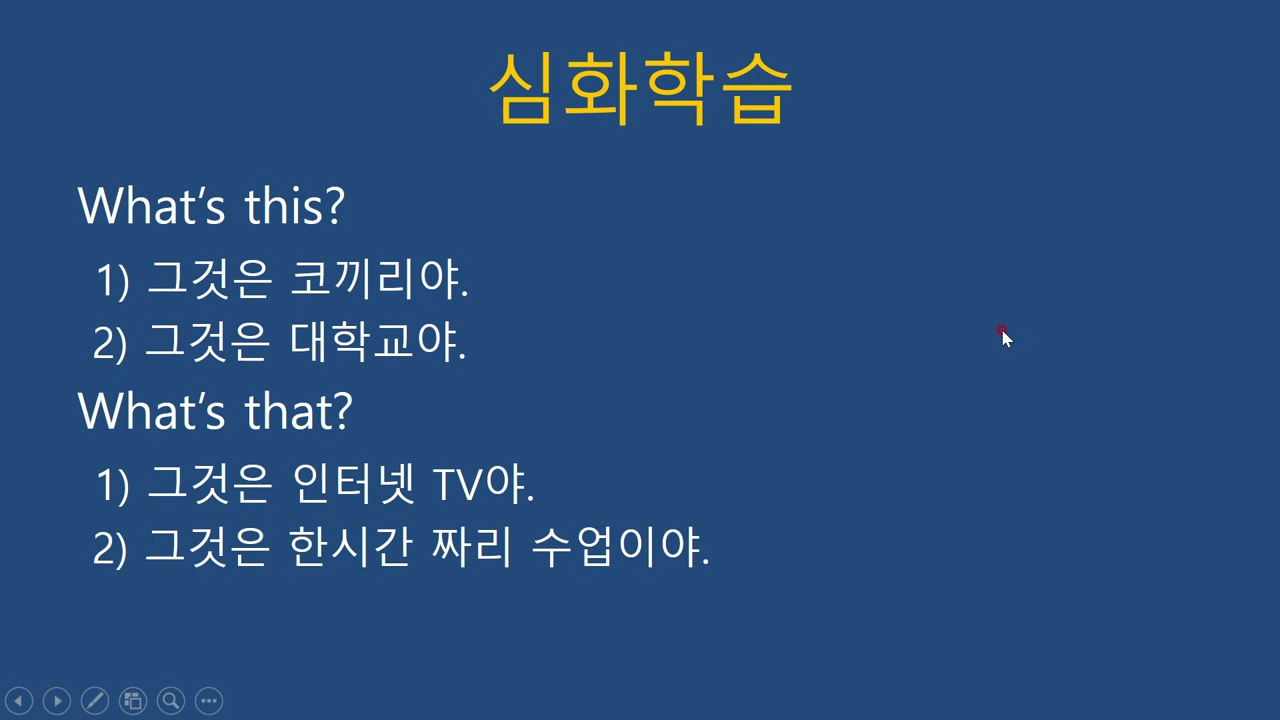 심화학습
What's this?
1) 그것은 코끼리야.
2) 그것은 대학교야.
What's that?
1) 그것은 인터넷 TV야.
2) 그것은 한시간 짜리 수업이야.